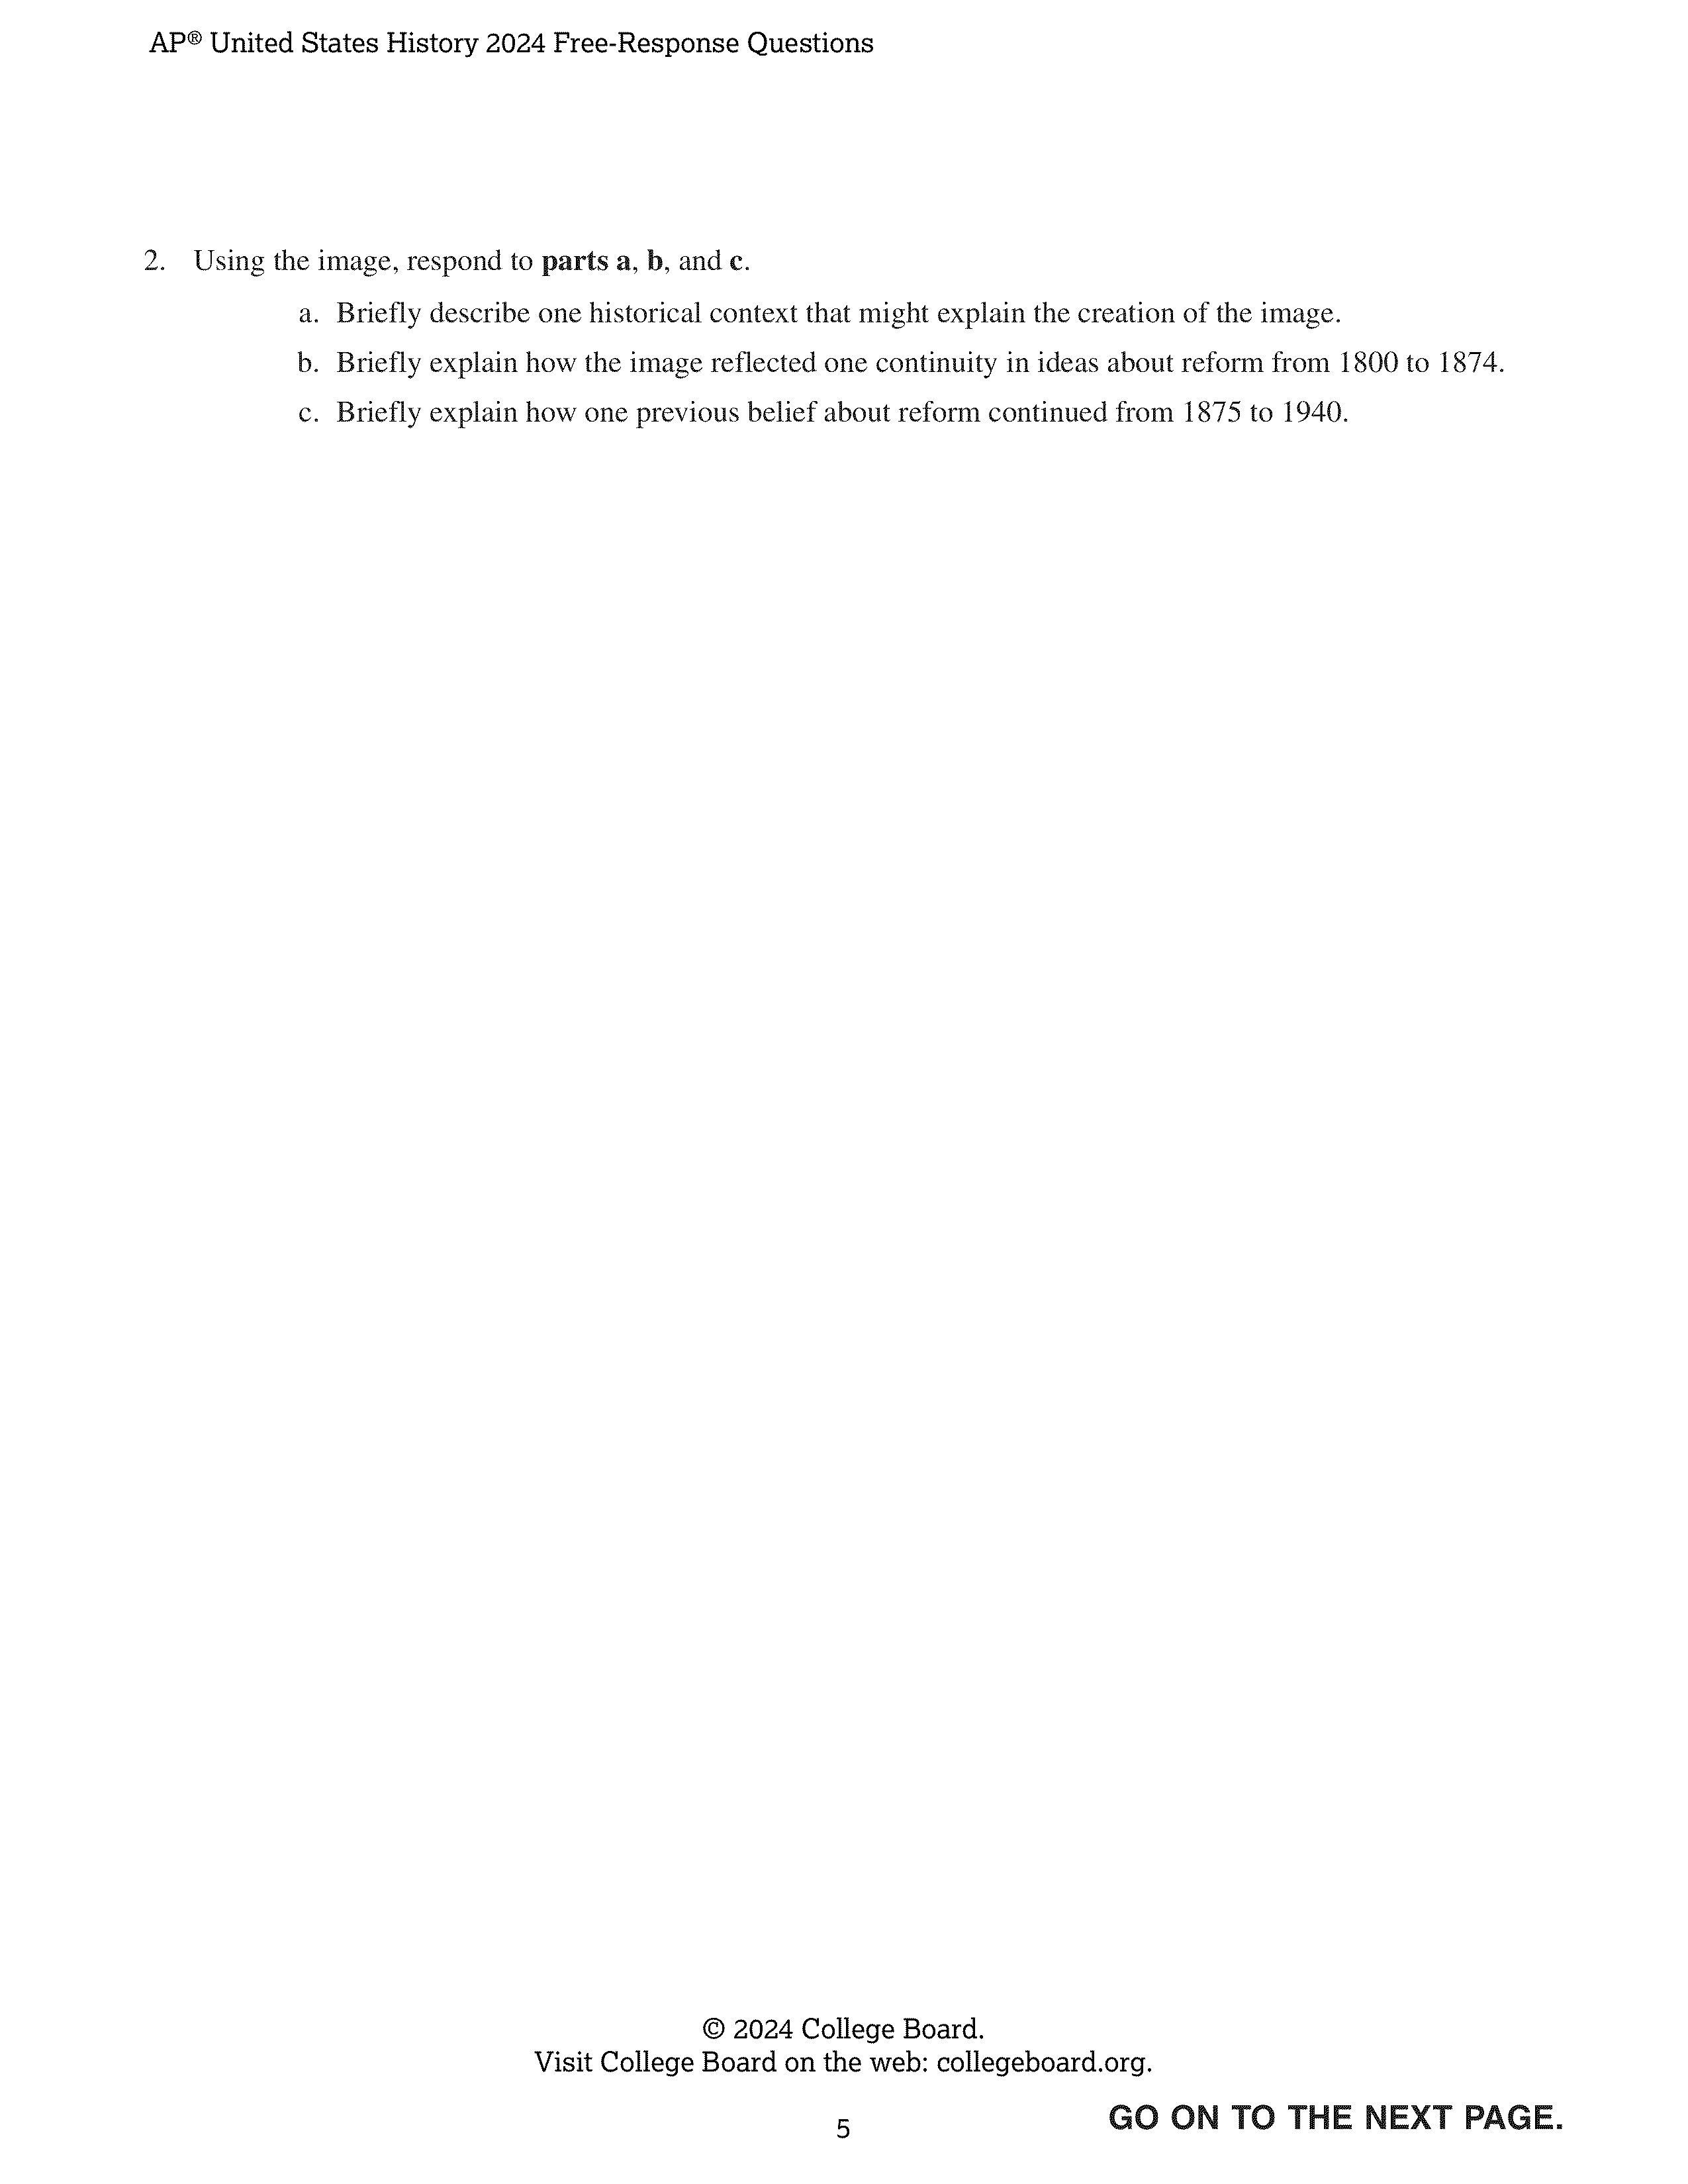 AP® United States History 2024 Free-Response Questions
2. Using the image, respond to parts a, b, and c.
a. Briefly describe one historical context that might explain the creation of the image.
b. Briefly explain how the image reflected one continuity in ideas about reform from 1800 to 1874.
c. Briefly explain how one previous belief about reform continued from 1875 to 1940.
© 2024 College Board.
Visit College Board on the web: collegeboard.org.
5
GO ON TO THE NEXT PAGE.